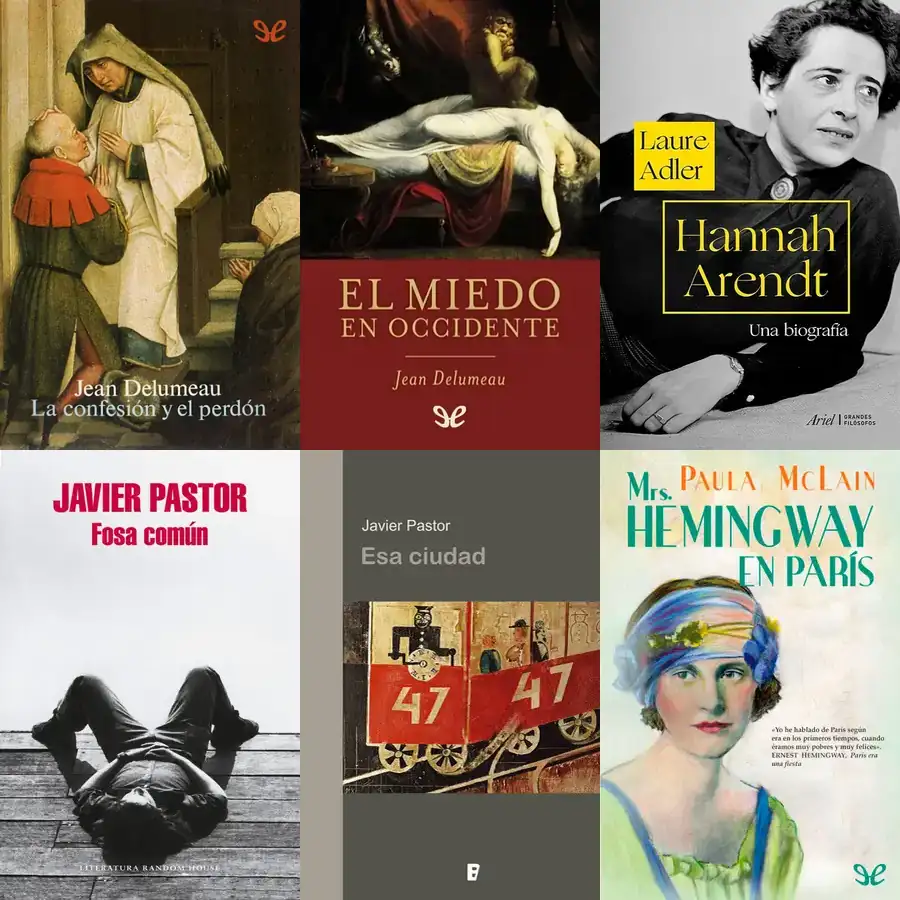 Jean Delumeau
La confesión y el perdón
EL MIEDO
EN OCCIDENTE
Jean Delumeau
Laure
Adler
Hannah
Arendt
Una biografía
Ariel | GRANDES
FILÓSOFOS
JAVIER PASTOR
Fosa común
LITERATURA RANDOM HOUSE
Javier Pastor
Esa ciudad
47
47
Mrs. PAULA MCLAIN
HEMINGWAY
EN PARÍS
«Yo he hablado de París según
era en los primeros tiempos, cuando
éramos muy pobres y muy felices».
ERNEST HEMINGWAY, París era
una fiesta